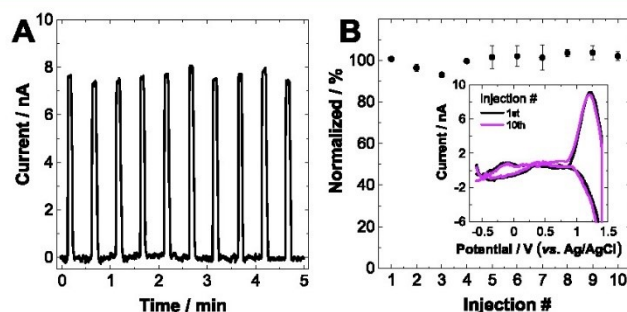 A
Current / nA
10
8
6
4
2
0
0 1 2 3 4 5
Time / min
B
Normalized / %
120
100
80
60
40
20
0
1 2 3 4 5 6 7 8 9 10
Injection #
Injection #
1st
10th
Current / nA
10
6
2
-2
-6
-0.5 0 0.5 1 1.5
Potential / V (vs. Ag/AgCl)